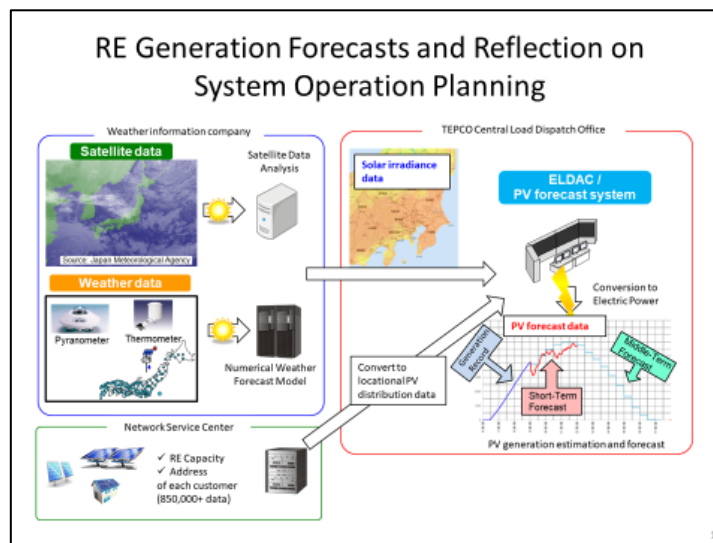 RE Generation Forecasts and Reflection on
System Operation Planning
Weather information company
Satellite data
Satellite Data
Analysis
Source: Japan Meteorological Agency
Weather data
Pyranometer
Thermometer
Numerical Weather
Forecast Model
Network Service Center
✓ RE Capacity
✓ Address
of each customer
(850,000+ data)
TEPCO Central Load Dispatch Office
Solar irradiance
data
ELDAC /
PV forecast system
Conversion to
Electric Power
Convert to
locational PV
distribution data
PV forecast data
Generation
Record
Short-Term
Forecast
Middle-Term
Forecast
PV generation estimation and forecast